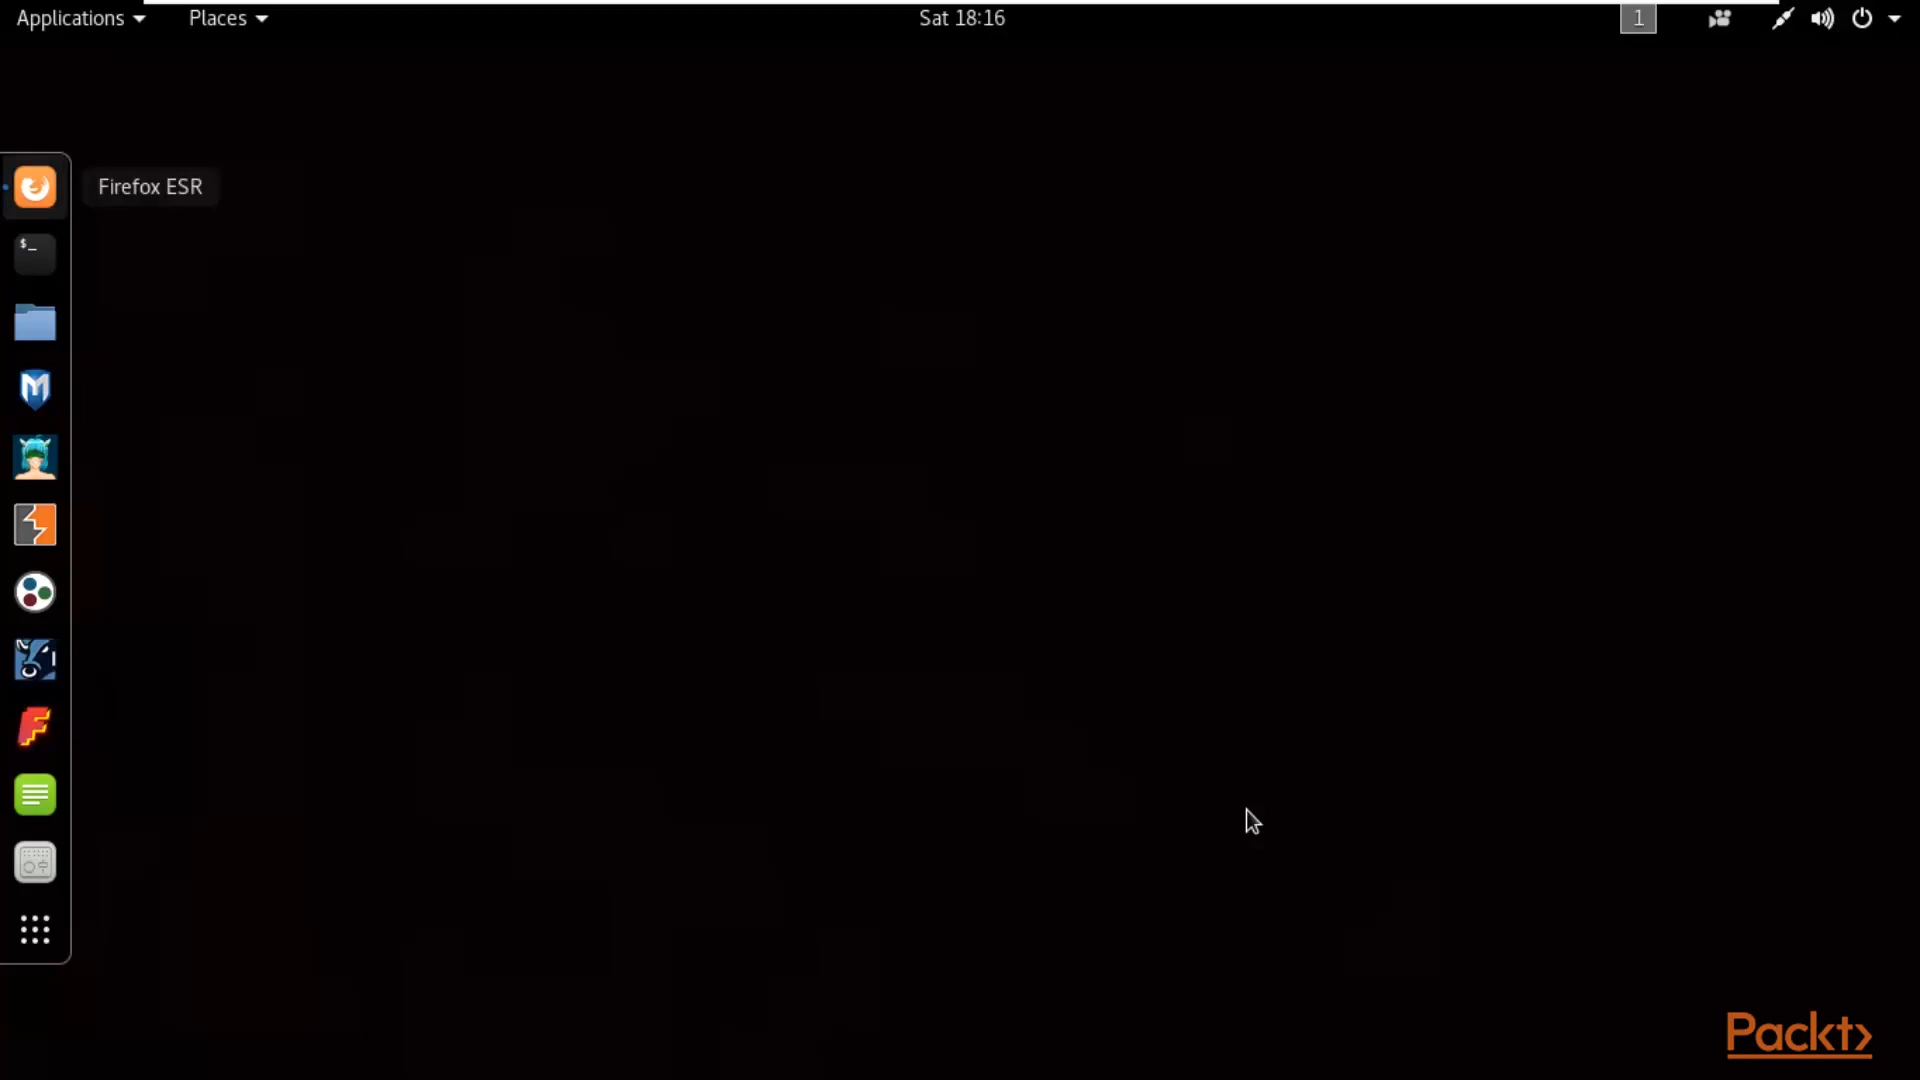 Applications
Places
Sat 18:16
1
Firefox ESR
$_
Packt>